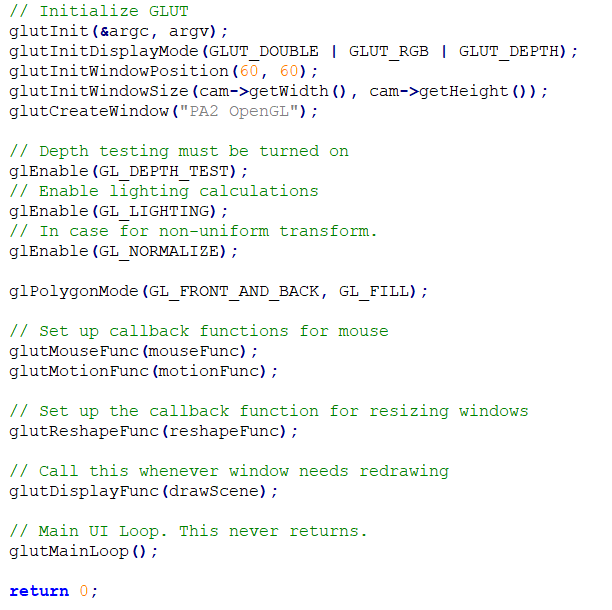 // Initialize GLUT
glutInit(&argc, argv);
glutInitDisplayMode(GLUT_DOUBLE | GLUT_RGB | GLUT_DEPTH);
glutInitWindowPosition(60, 60);
glutInitWindowSize(cam->getWidth(), cam->getHeight());
glutCreateWindow("PA2 OpenGL");
// Depth testing must be turned on
glEnable(GL_DEPTH_TEST);
// Enable lighting calculations
glEnable(GL_LIGHTING);
// In case for non-uniform transform.
glEnable(GL_NORMALIZE);
glPolygonMode(GL_FRONT_AND_BACK, GL_FILL);
// Set up callback functions for mouse
glutMouseFunc(mouseFunc);
glutMotionFunc(motionFunc);
// Set up the callback function for resizing windows
glutReshapeFunc(reshapeFunc);
// Call this whenever window needs redrawing
glutDisplayFunc(drawScene);
// Main UI Loop. This never returns.
glutMainLoop();
return 0;